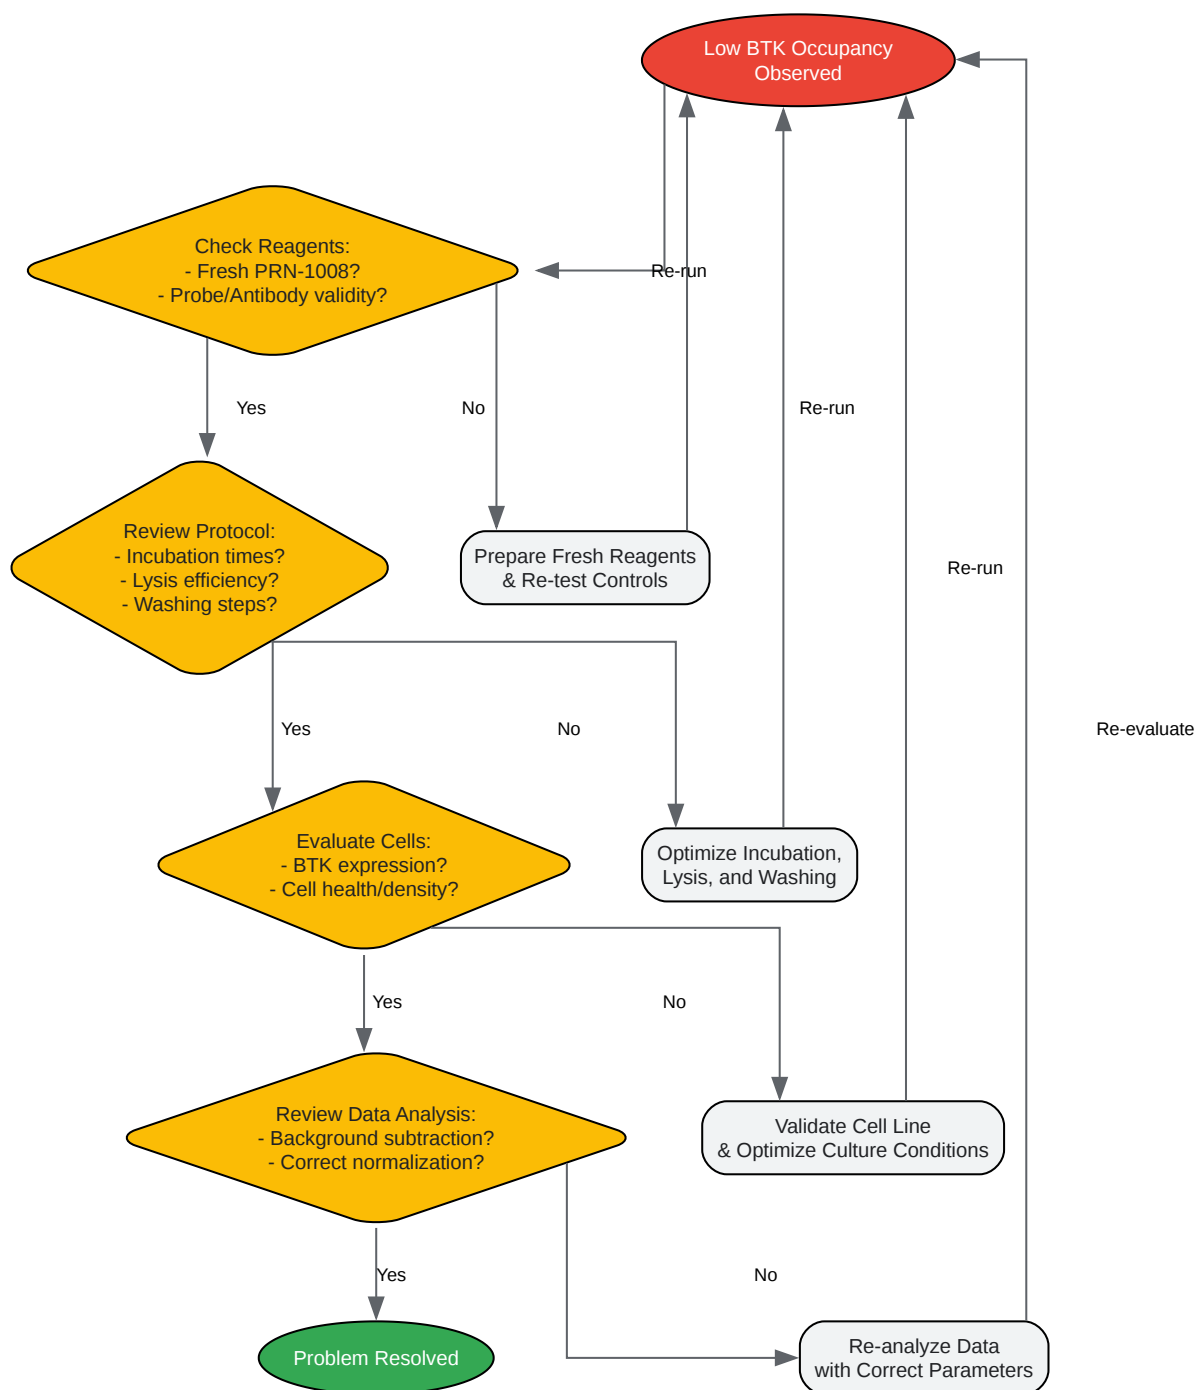 Low BTK Occupancy
Observed
Check Reagents:
- Fresh PRN-1008?
- Probe/Antibody validity?
Re-run
Yes
No
Re-run
Review Protocol:
- Incubation times?
- Lysis efficiency?
- Washing steps?
Prepare Fresh Reagents
& Re-test Controls
Re-run
Yes
No
Re-evaluate
Evaluate Cells:
- BTK expression?
- Cell health/density?
Optimize Incubation,
Lysis, and Washing
Yes
No
Review Data Analysis:
- Background subtraction?
- Correct normalization?
Validate Cell Line
& Optimize Culture Conditions
Yes
No
Problem Resolved
Re-analyze Data
with Correct Parameters